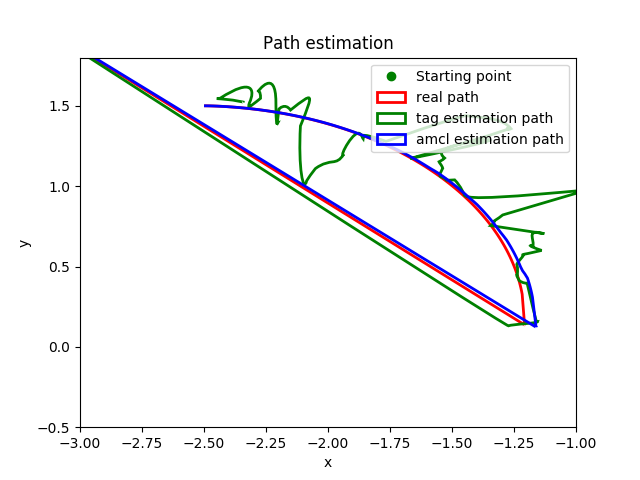 Path estimation
Starting point
real path
tag estimation path
amcl estimation path
y
1.5
1.0
0.5
0.0
−0.5
−3.00 −2.75 −2.50 −2.25 −2.00 −1.75 −1.50 −1.25 −1.00
x